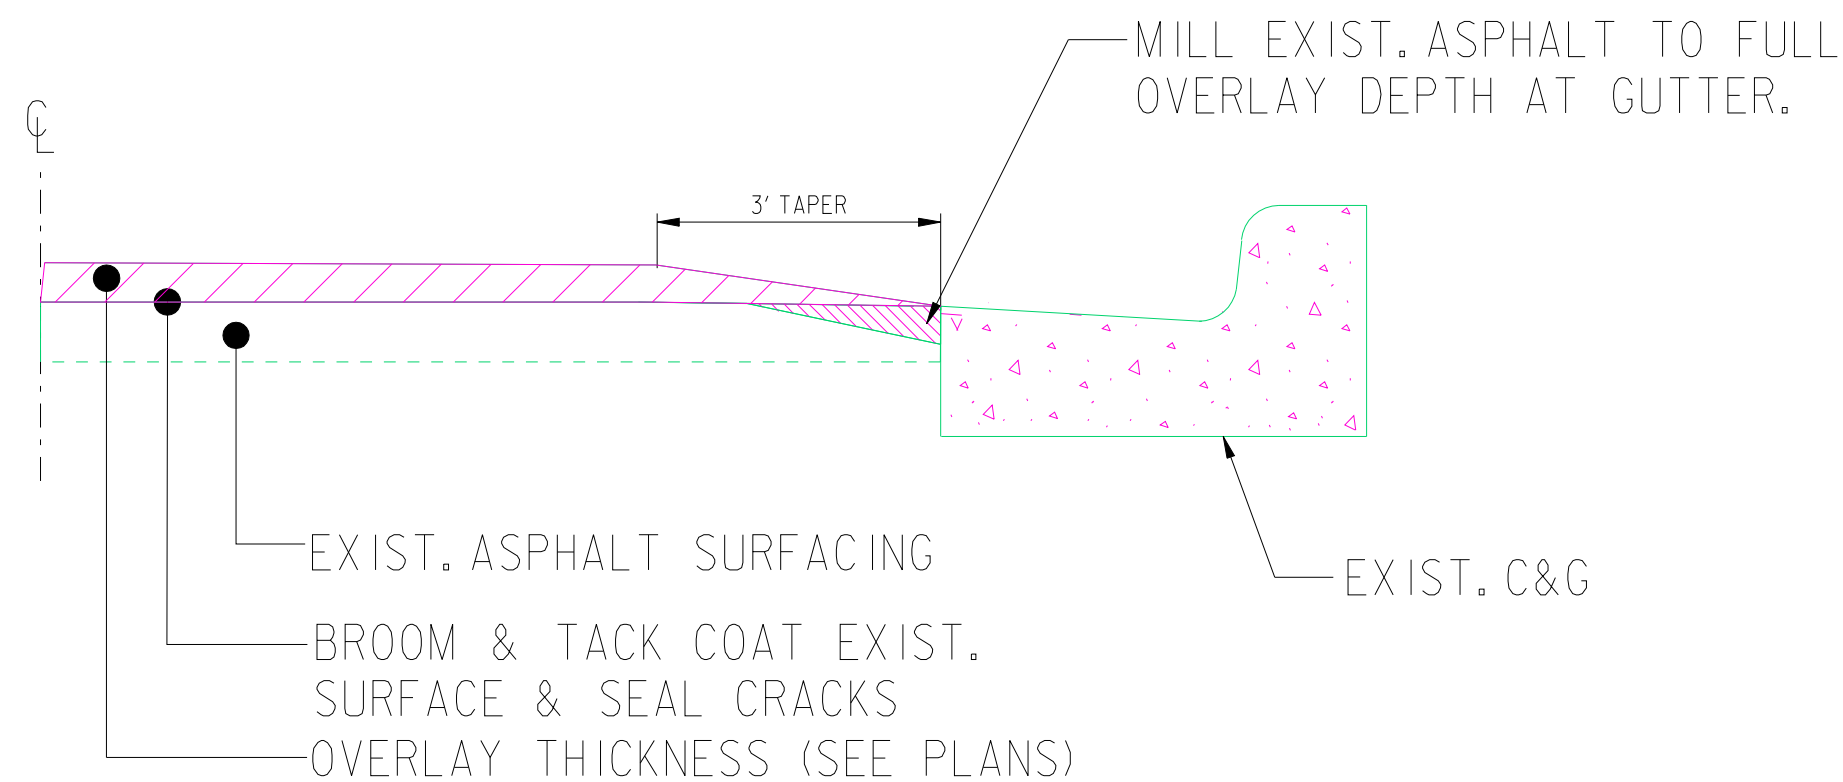 MILL EXIST. ASPHALT TO FULL
OVERLAY DEPTH AT GUTTER.
℄
3' TAPER
EXIST. ASPHALT SURFACING
EXIST. C&G
BROOM & TACK COAT EXIST.
SURFACE & SEAL CRACKS
OVERLAY THICKNESS (SEE PLANS)